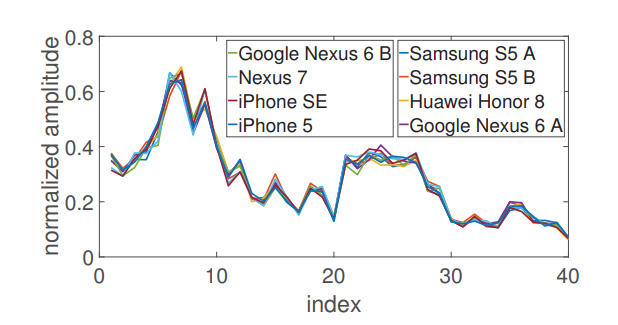 normalized amplitude
0.8
0.6
0.4
0.2
0
Google Nexus 6 B
Nexus 7
iPhone SE
iPhone 5
Samsung S5 A
Samsung S5 B
Huawei Honor 8
Google Nexus 6 A
0 10 20 30 40
index